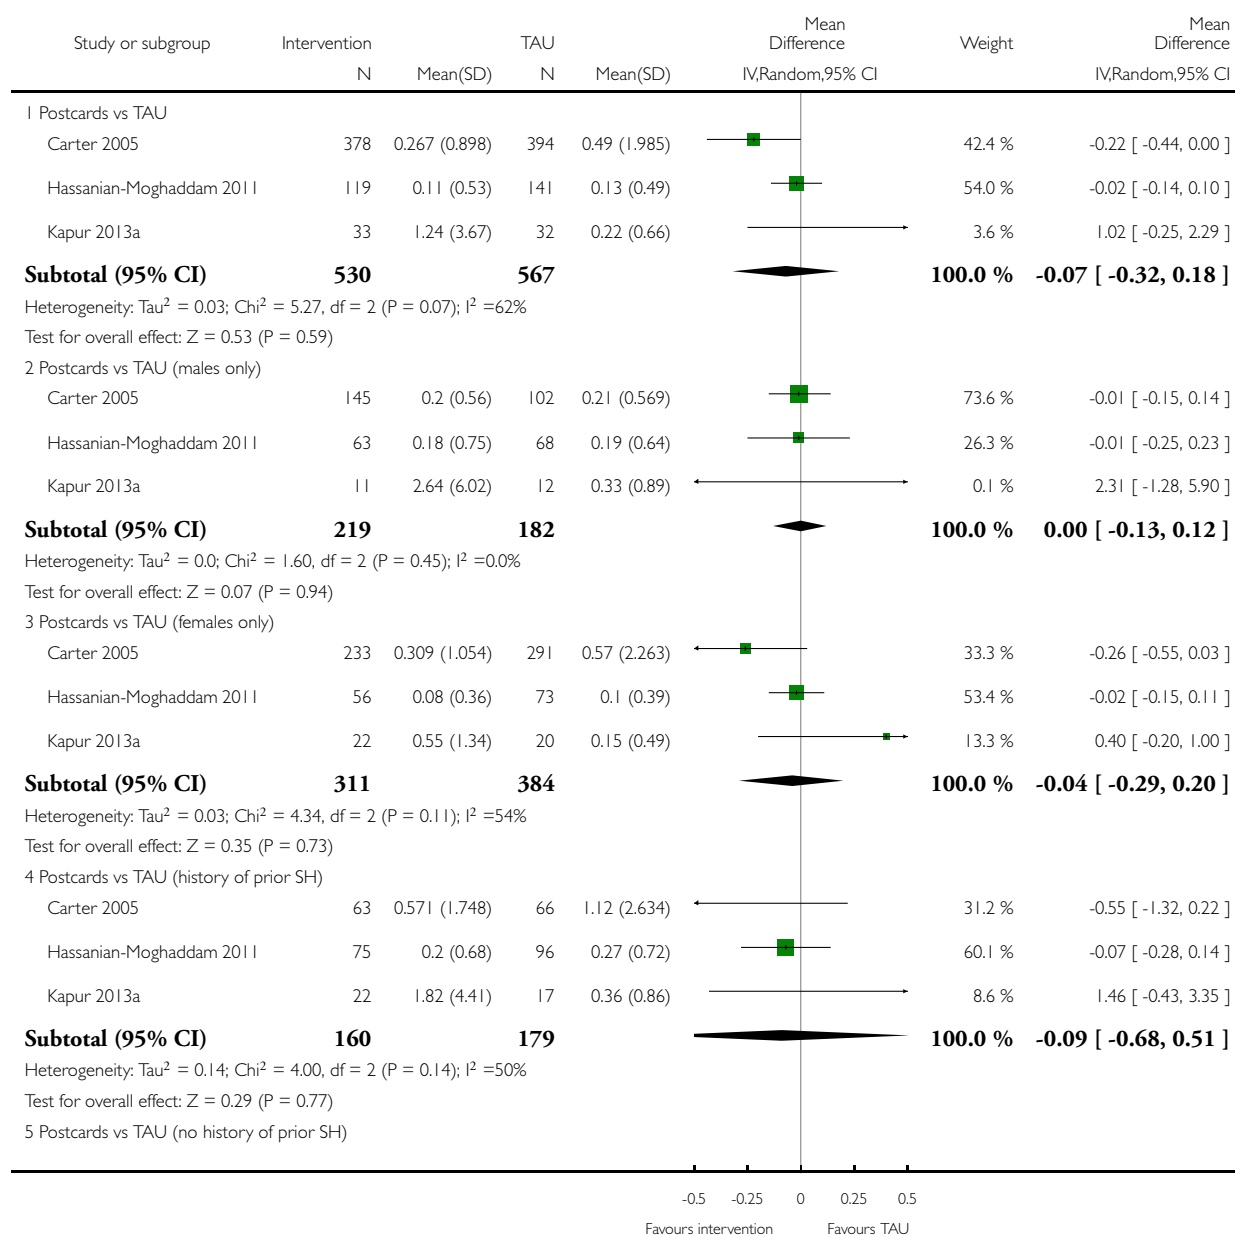 Study or subgroup Intervention TAU Mean Difference Weight Mean Difference
N Mean(SD) N Mean(SD) IV,Random,95% CI IV,Random,95% CI
1 Postcards vs TAU
Carter 2005 378 0.267 (0.898) 394 0.49 (1.985) 42.4 % -0.22 [ -0.44, 0.00 ]
Hassanian-Moghaddam 2011 119 0.11 (0.53) 141 0.13 (0.49) 54.0 % -0.02 [ -0.14, 0.10 ]
Kapur 2013a 33 1.24 (3.67) 32 0.22 (0.66) 3.6 % 1.02 [ -0.25, 2.29 ]
Subtotal (95% CI) 530 567 100.0 % -0.07 [ -0.32, 0.18 ]
Heterogeneity: Tau² = 0.03; Chi² = 5.27, df = 2 (P = 0.07); I² =62%
Test for overall effect: Z = 0.53 (P = 0.59)
2 Postcards vs TAU (males only)
Carter 2005 145 0.2 (0.56) 102 0.21 (0.569) 73.6 % -0.01 [ -0.15, 0.14 ]
Hassanian-Moghaddam 2011 63 0.18 (0.75) 68 0.19 (0.64) 26.3 % -0.01 [ -0.25, 0.23 ]
Kapur 2013a 11 2.64 (6.02) 12 0.33 (0.89) 0.1 % 2.31 [ -1.28, 5.90 ]
Subtotal (95% CI) 219 182 100.0 % 0.00 [ -0.13, 0.12 ]
Heterogeneity: Tau² = 0.0; Chi² = 1.60, df = 2 (P = 0.45); I² =0.0%
Test for overall effect: Z = 0.07 (P = 0.94)
3 Postcards vs TAU (females only)
Carter 2005 233 0.309 (1.054) 291 0.57 (2.263) 33.3 % -0.26 [ -0.55, 0.03 ]
Hassanian-Moghaddam 2011 56 0.08 (0.36) 73 0.1 (0.39) 53.4 % -0.02 [ -0.15, 0.11 ]
Kapur 2013a 22 0.55 (1.34) 20 0.15 (0.49) 13.3 % 0.40 [ -0.20, 1.00 ]
Subtotal (95% CI) 311 384 100.0 % -0.04 [ -0.29, 0.20 ]
Heterogeneity: Tau² = 0.03; Chi² = 4.34, df = 2 (P = 0.11); I² =54%
Test for overall effect: Z = 0.35 (P = 0.73)
4 Postcards vs TAU (history of prior SH)
Carter 2005 63 0.571 (1.748) 66 1.12 (2.634) 31.2 % -0.55 [ -1.32, 0.22 ]
Hassanian-Moghaddam 2011 75 0.2 (0.68) 96 0.27 (0.72) 60.1 % -0.07 [ -0.28, 0.14 ]
Kapur 2013a 22 1.82 (4.41) 17 0.36 (0.86) 8.6 % 1.46 [ -0.43, 3.35 ]
Subtotal (95% CI) 160 179 100.0 % -0.09 [ -0.68, 0.51 ]
Heterogeneity: Tau² = 0.14; Chi² = 4.00, df = 2 (P = 0.14); I² =50%
Test for overall effect: Z = 0.29 (P = 0.77)
5 Postcards vs TAU (no history of prior SH)
-0.5 -0.25 0 0.25 0.5
Favours intervention Favours TAU